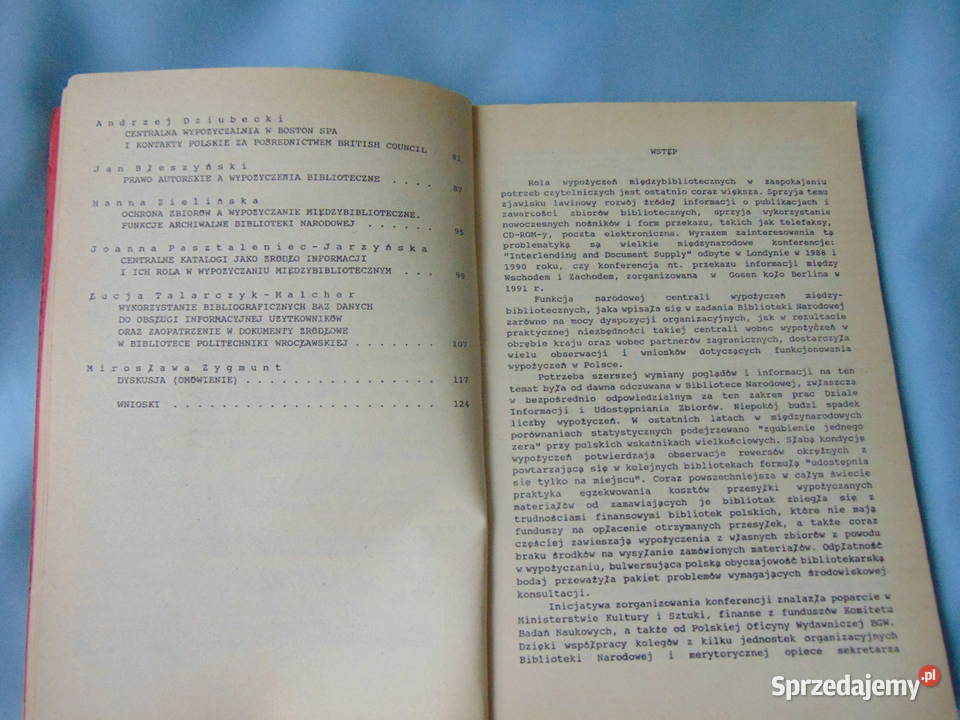 Andrzej Dziubecki
CENTRALNA WYPOŻYCZALNIA W BOSTON SPA
I KONTAKTY POLSKIE ZA POŚREDNICTWEM BRITISH COUNCIL 81
Jan Błeszyński
PRAWO AUTORSKIE A WYPOŻYCZENIA BIBLIOTECZNE . . . . 87
Hanna Zielińska
OCHRONA ZBIORÓW A WYPOŻYCZANIE MIĘDZYBIBLIOTECZNE.
FUNKCJE ARCHIWALNE BIBLIOTEKI NARODOWEJ . . . . . . 95
Joanna Pasztaleniec-Jarzyńska
CENTRALNE KATALOGI JAKO ŹRÓDŁO INFORMACJI
I ICH ROLA W WYPOŻYCZANIU MIĘDZYBIBLIOTECZNYM . . . 99
Łucja Talarczyk-Malcher
WYKORZYSTANIE BIBLIOGRAFICZNYCH BAZ DANYCH
DO OBSŁUGI INFORMACYJNEJ UŻYTKOWNIKÓW
ORAZ ZAOPATRZENIE W DOKUMENTY ŹRÓDŁOWE
W BIBLIOTECE POLITECHNIKI WROCŁAWSKIEJ . . . . . . 107
Mirosława Zygmunt
DYSKUSJA (OMÓWIENIE) . . . . . . . . . . . . . . . 117
WNIOSKI . . . . . . . . . . . . . . . . . . . . . 124
WSTĘP
Rola wypożyczeń międzybibliotecznych w zaspokajaniu
potrzeb czytelniczych jest ostatnio coraz większa. Sprzyja temu
zjawisku lawinowy rozwój źródeł informacji o publikacjach i
zawartości zbiorów bibliotecznych, sprzyja wykorzystanie
nowoczesnych nośników i form przekazu, takich jak telefaksy,
CD-ROM-y, poczta elektroniczna. Wyrazem zainteresowania tą
problematyką są wielkie międzynarodowe konferencje:
"Interlending and Document Supply" odbyte w Londynie w 1988 i
1990 roku, czy konferencja nt. przekazu informacji między
Wschodem i Zachodem, zorganizowana w Gosen koło Berlina w
1991 r.
Funkcja narodowej centrali wypożyczeń między-
bibliotecznych, jaka wpisała się w zadania Biblioteki Narodowej
zarówno na mocy dyspozycji organizacyjnych, jak w rezultacie
praktycznej niezbędności takiej centrali wobec wypożyczeń w
obrębie kraju oraz wobec partnerów zagranicznych, dostarczyła
wielu obserwacji i wniosków dotyczących funkcjonowania
wypożyczeń w Polsce.
Potrzeba szerszej wymiany poglądów i informacji na ten
temat była od dawna odczuwana w Bibliotece Narodowej, zwłaszcza
w bezpośrednio odpowiedzialnym za ten zakres prac Dziale
Informacji i Udostępniania Zbiorów. Niepokój budzi spadek
liczby wypożyczeń. W ostatnich latach w międzynarodowych
porównaniach statystycznych podejrzewano "zgubienie jednego
zera" przy polskich wskaźnikach wielkościowych. Słabą kondycję
wypożyczeń potwierdzają obserwacje rewersów okrężnych z
powtarzającą się w kolejnych bibliotekach formułą "udostępnia
się tylko na miejscu". Coraz powszechniejsza w całym świecie
praktyka egzekwowania kosztów przesyłki wypożyczanych
materiałów od zamawiających je bibliotek zbiegła się z
trudnościami finansowymi bibliotek polskich, które nie mają
funduszy na opłacenie otrzymanych przesyłek, a także coraz
częściej zawieszają wypożyczenia z własnych zbiorów z powodu
braku środków na wysyłanie zamówionych materiałów. Odpłatność
w wypożyczaniu, bulwersująca polską obyczajowość bibliotekarską
bodaj przeważyła pakiet problemów wymagających środowiskowej
konsultacji.
Inicjatywa zorganizowania konferencji znalazła poparcie w
Ministerstwie Kultury i Sztuki, finanse z funduszów Komitetu
Badań Naukowych, a także od Polskiej Oficyny Wydawniczej BGW.
Dzięki współpracy kolegów z kilku jednostek organizacyjnych
Biblioteki Narodowej i merytorycznej opiece sekretarza
Sprzedajemy.pl